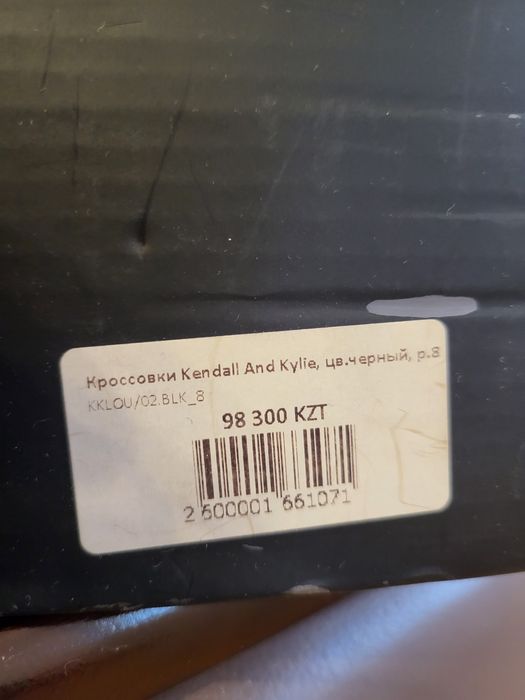 Кроссовки Kendall And Kylie, цв.черный, р.8
KKLOU/02.BLK_8
98 300 KZT
2 600001 661071